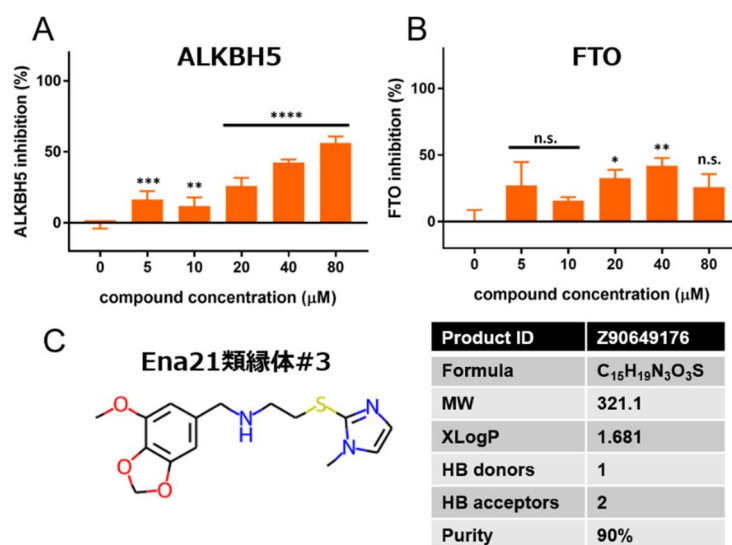 A
ALKBH5
ALKBH5 inhibition (%)
100
50
0
***
**
****
0 5 10 20 40 80
compound concentration (μM)
B
FTO
FTO inhibition (%)
100
50
0
n.s.
*
**
n.s.
0 5 10 20 40 80
compound concentration (μM)
C
Ena21類縁体#3
O
O
O
N
H
S
N
N
Product ID Z90649176
Formula C₁₅H₁₉N₃O₃S
MW 321.1
XLogP 1.681
HB donors 1
HB acceptors 2
Purity 90%